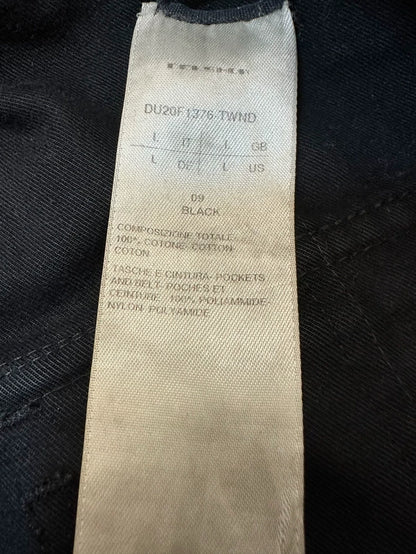 DU20F1376-TWND
L IT L GB
L DE L US
09
BLACK
COMPOSIZIONE TOTALE-
100% COTONE-COTTON-
COTON
TASCHE E CINTURA- POCKETS
AND BELT- POCHES ET
CEINTURE: 100% POLIAMMIDE-
NYLON- POLYAMIDE